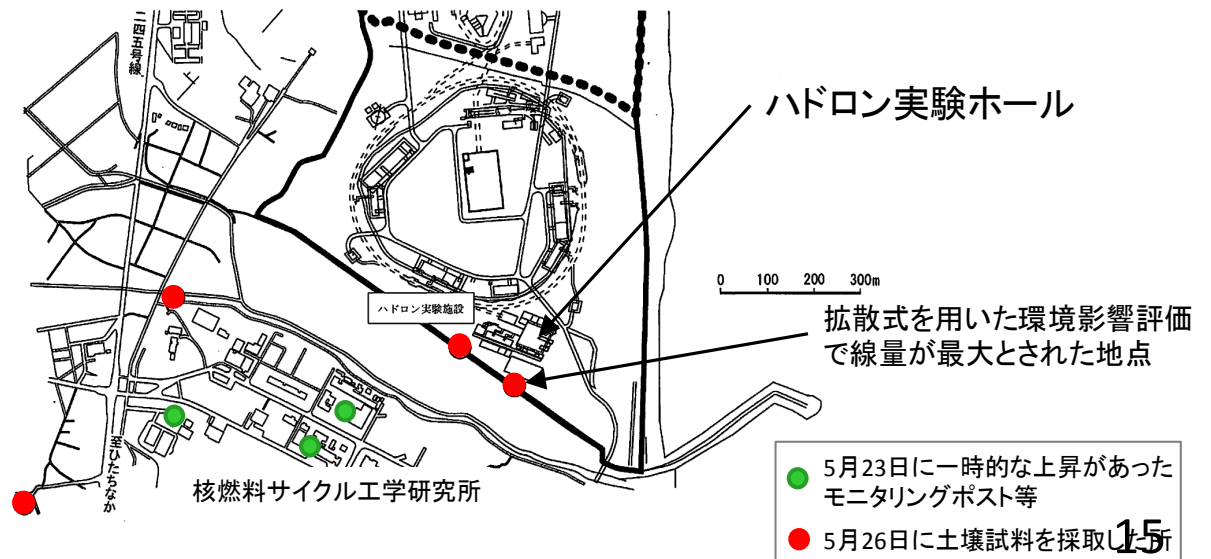 二四五号線
ハドロン実験ホール
0 100 200 300m
ハドロン実験施設
拡散式を用いた環境影響評価
で線量が最大とされた地点
至ひたちなか
核燃料サイクル工学研究所
5月23日に一時的な上昇があった
モニタリングポスト等
5月26日に土壌試料を採取した所
15